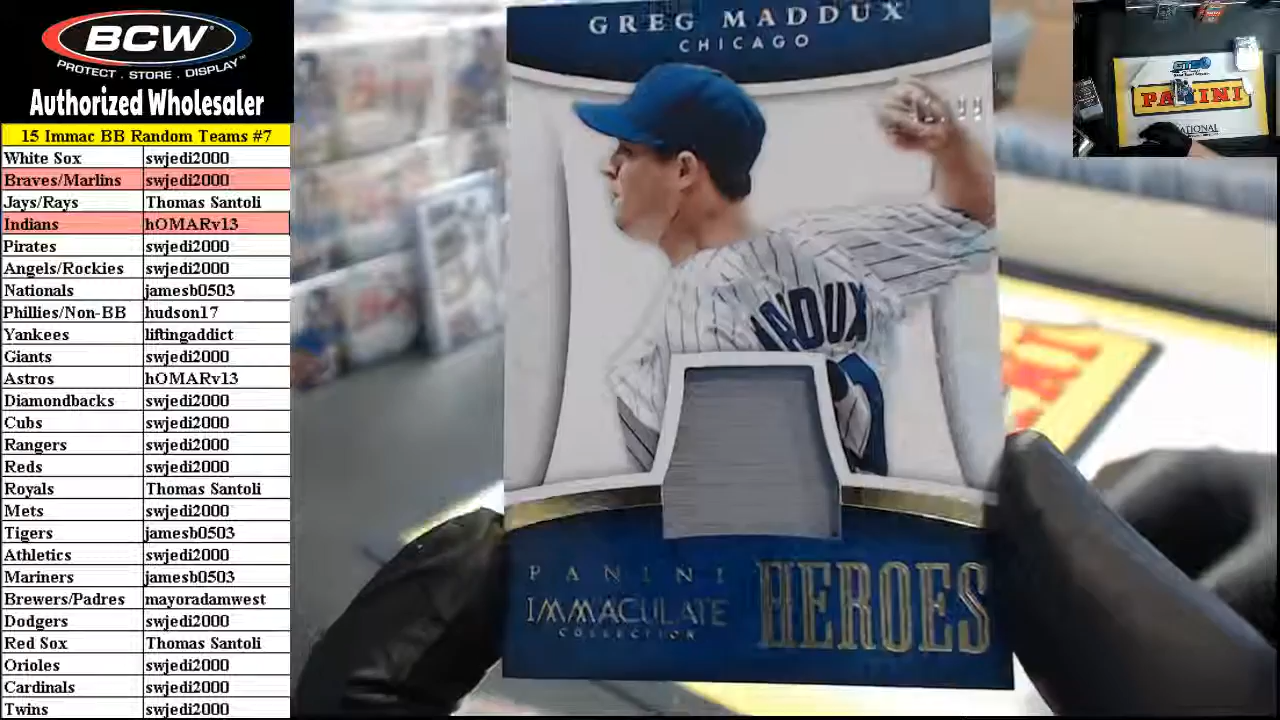 BCW
PROTECT . STORE . DISPLAY™
Authorized Wholesaler
15 Immac BB Random Teams #7
White Sox swjedi2000
Braves/Marlins swjedi2000
Jays/Rays Thomas Santoli
Indians hOMARv13
Pirates swjedi2000
Angels/Rockies swjedi2000
Nationals jamesb0503
Phillies/Non-BB hudson17
Yankees liftingaddict
Giants swjedi2000
Astros hOMARv13
Diamondbacks swjedi2000
Cubs swjedi2000
Rangers swjedi2000
Reds swjedi2000
Royals Thomas Santoli
Mets swjedi2000
Tigers jamesb0503
Athletics swjedi2000
Mariners jamesb0503
Brewers/Padres mayoradamwest
Dodgers swjedi2000
Red Sox Thomas Santoli
Orioles swjedi2000
Cardinals swjedi2000
Twins swjedi2000
GREG MADDUX
CHICAGO
MADDUX
PANINI
IMMACULATE
COLLECTION
HEROES
PANINI